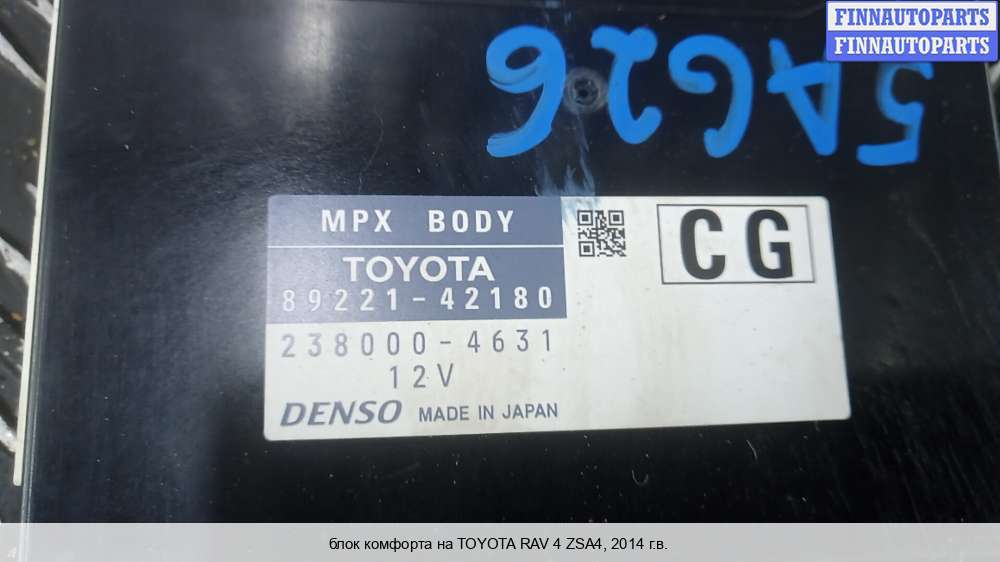 FINNAUTOPARTS
FINNAUTOPARTS
5AG26
MPX BODY
CG
TOYOTA
89221-42180
238000-4631
12V
DENSO MADE IN JAPAN
блок комфорта на TOYOTA RAV 4 ZSA4, 2014 г.в.